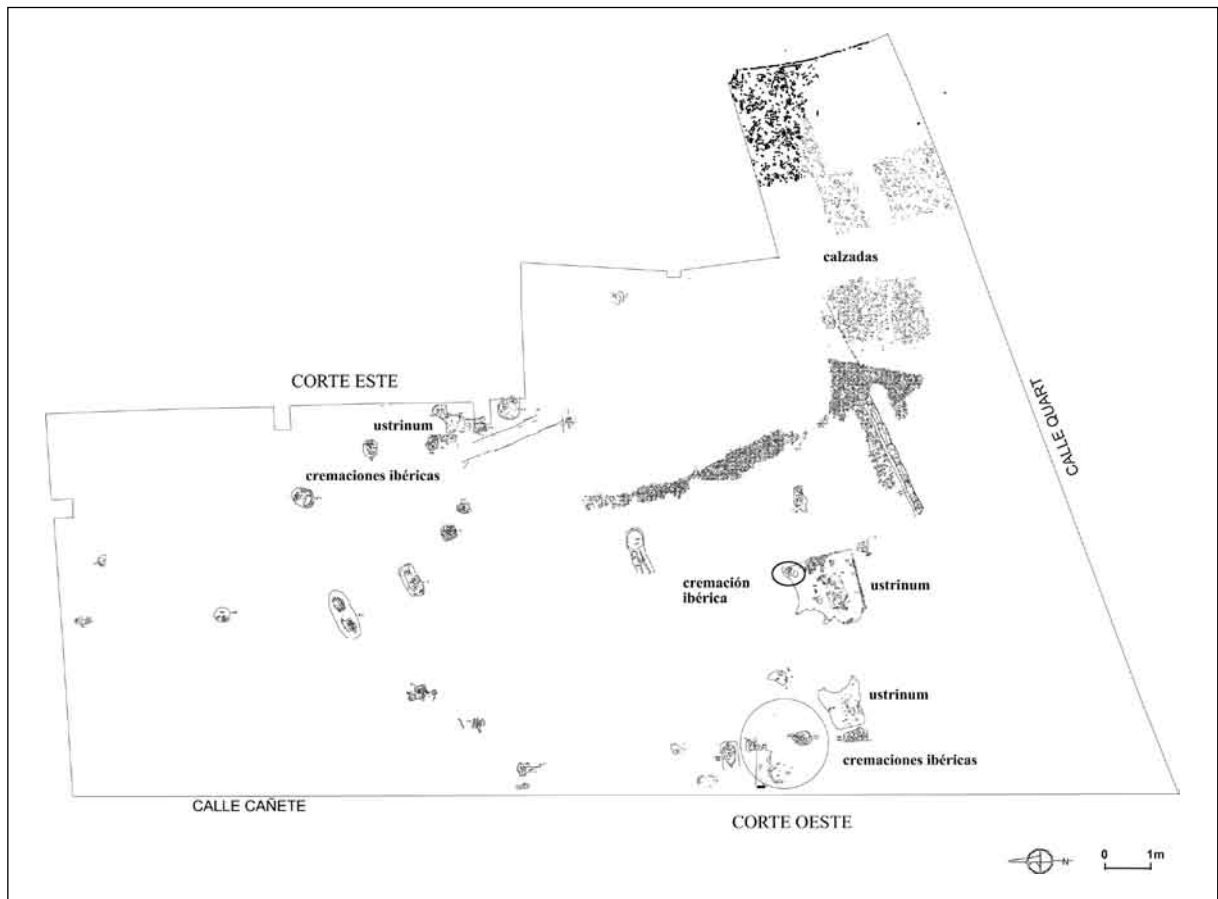 calzadas
CORTE ESTE
CALLE QUART
ustrinum
cremaciones ibéricas
cremación
ibérica
ustrinum
ustrinum
cremaciones ibéricas
CALLE CAÑETE
CORTE OESTE
N
0 1m